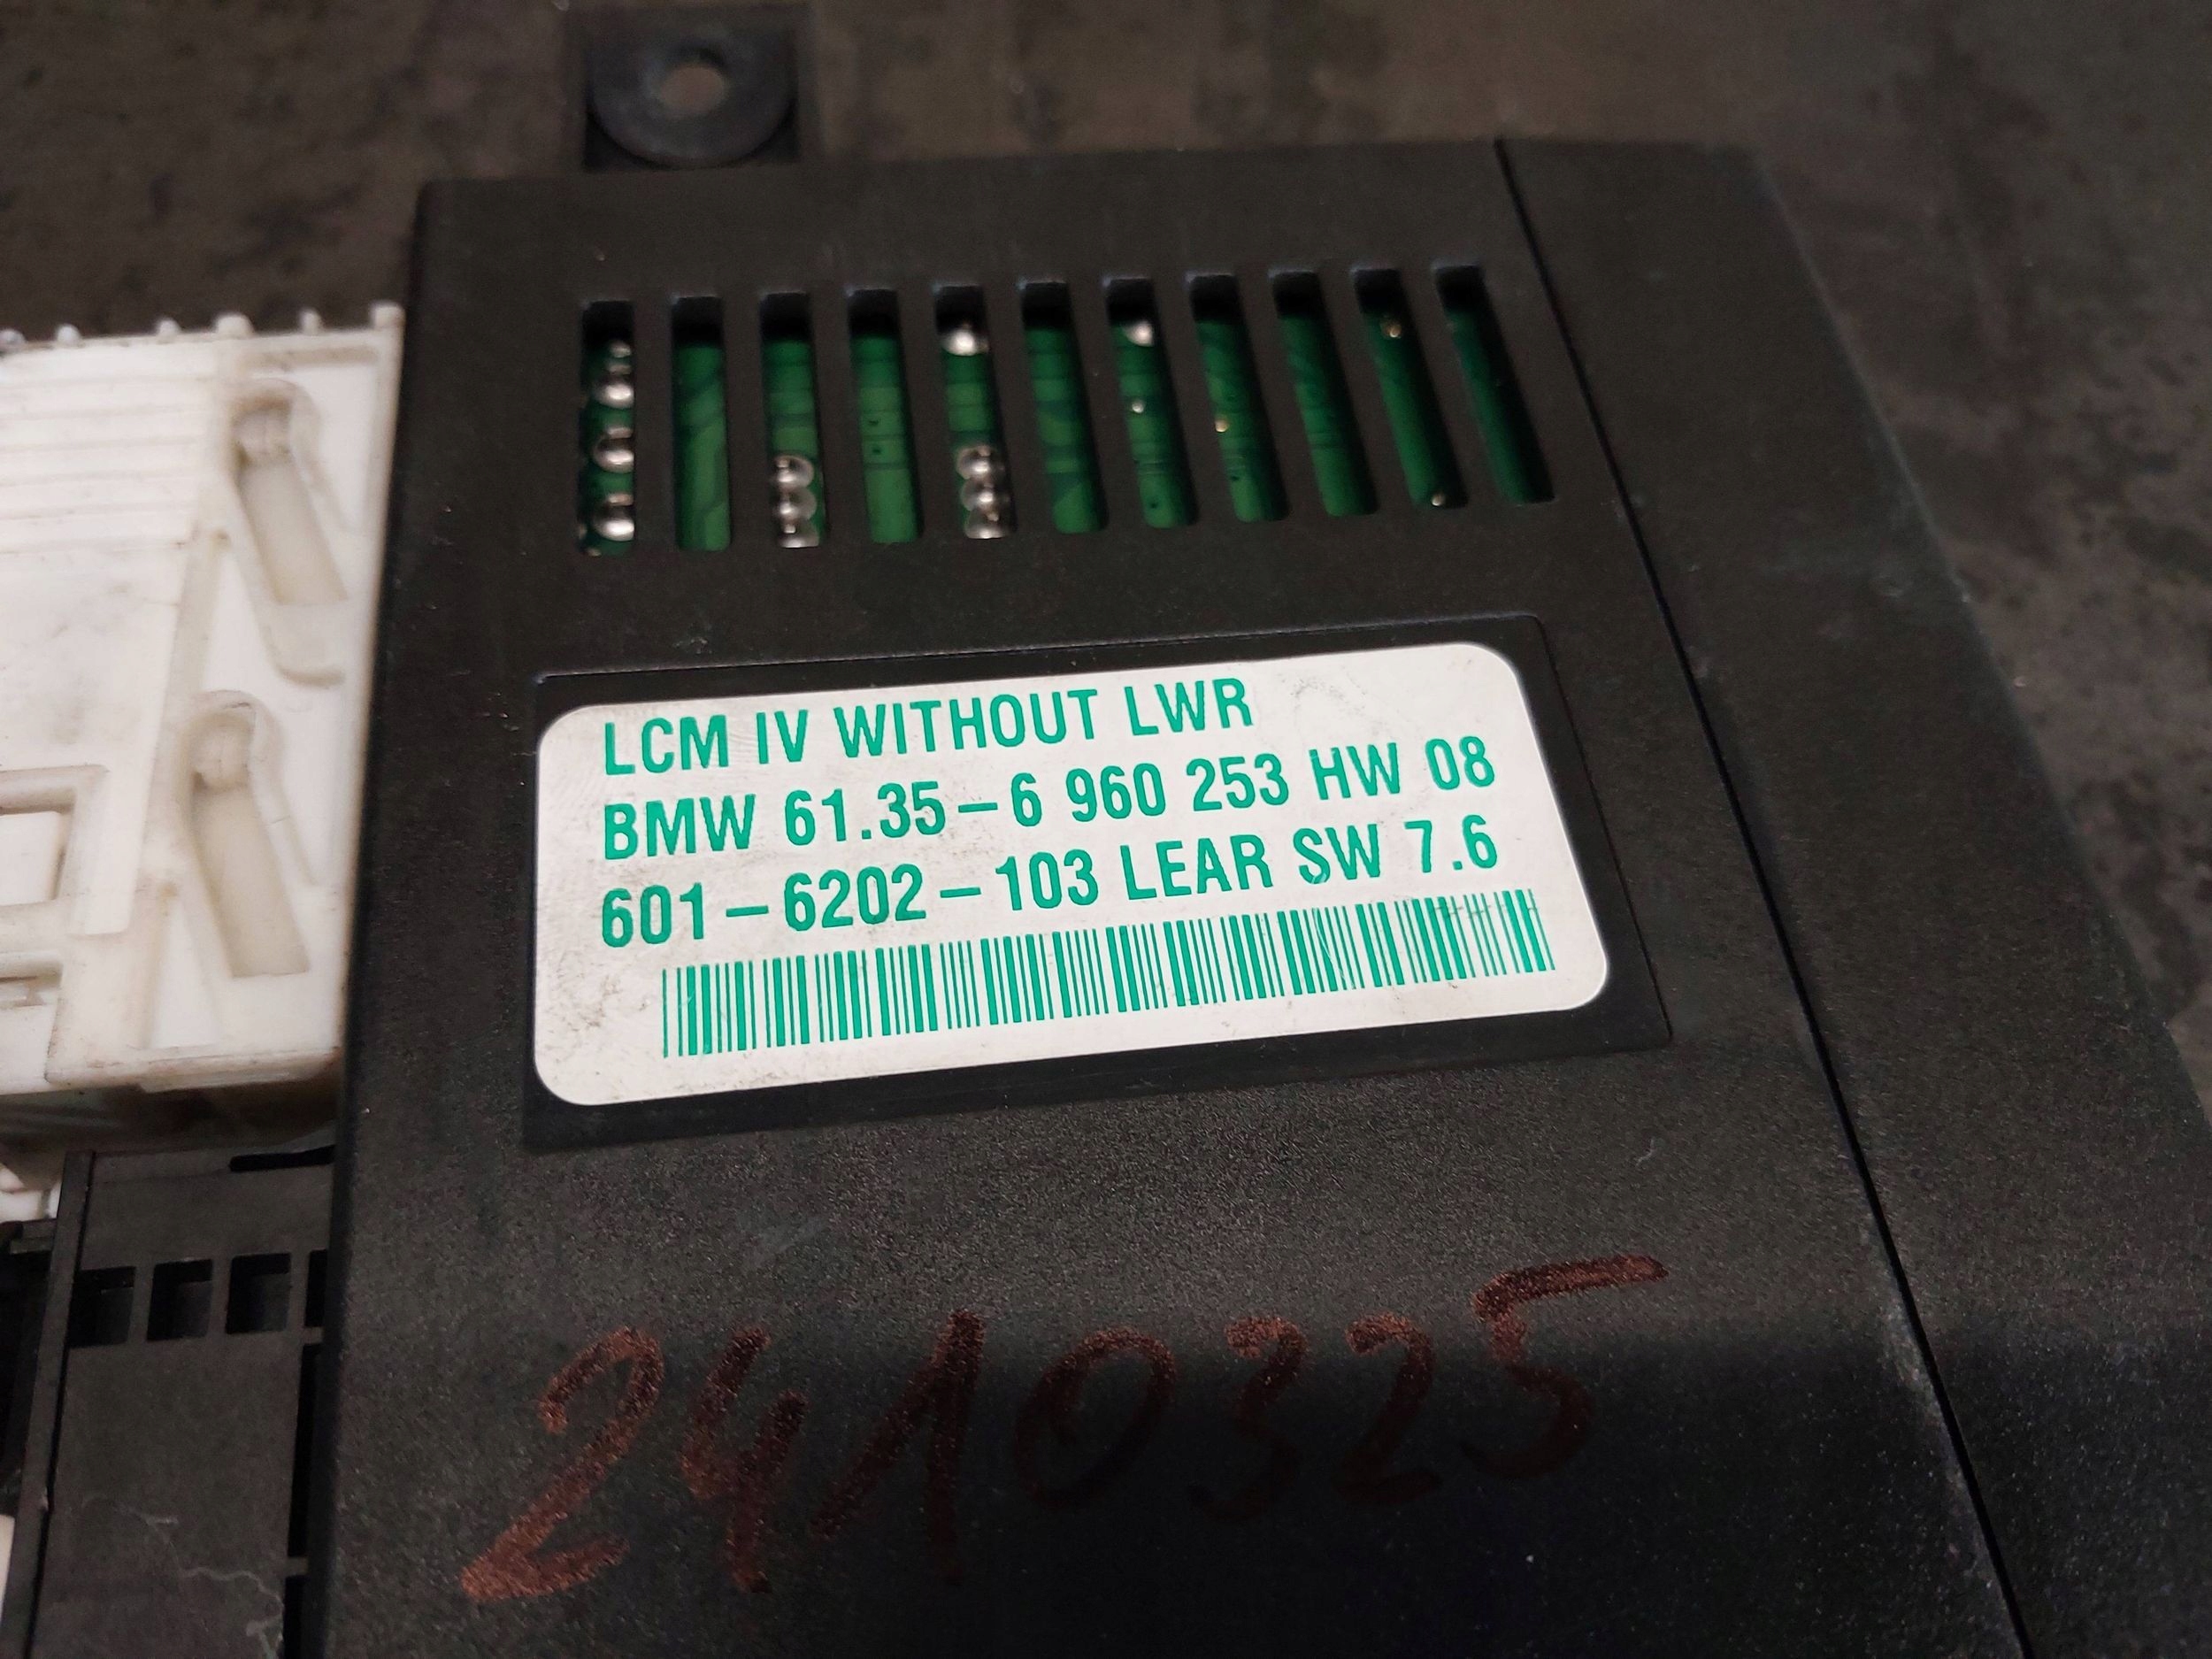 LCM IV WITHOUT LWR
BMW 61.35-6 960 253 HW 08
601-6202-103 LEAR SW 7.6
2410325